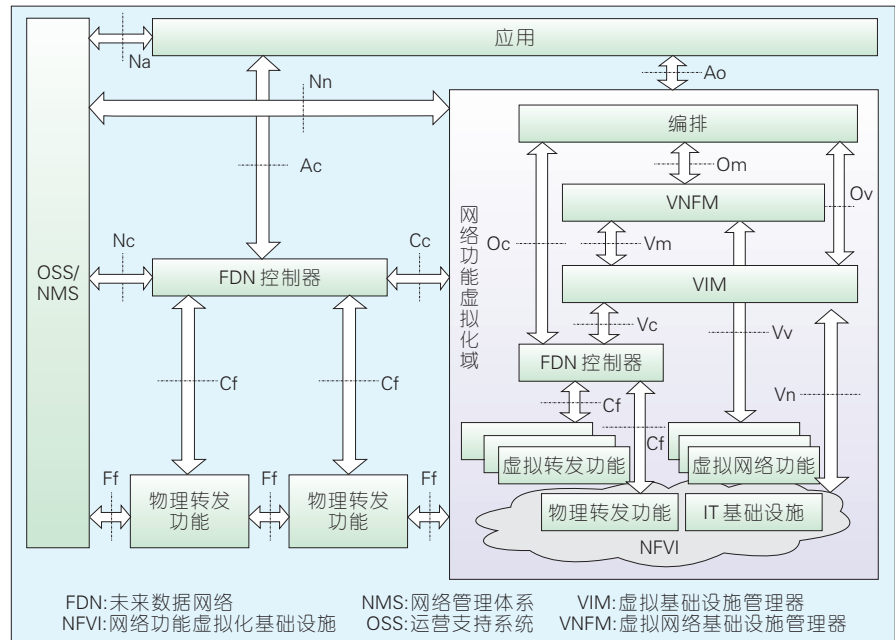 应用
Na
Nn
Ao
编排
Ac
Om
Ov
VNFM
网络功能虚拟化域
Oc
Vm
Nc
Cc
OSS/
NMS
FDN 控制器
VIM
Vc
Vv
FDN 控制器
Cf
Cf
Cf
Vn
Cf
虚拟转发功能
虚拟网络功能
Ff
物理转发
功能
Ff
物理转发
功能
Ff
物理转发功能
IT 基础设施
NFVI
FDN:未来数据网络 NMS:网络管理体系 VIM:虚拟基础设施管理器
NFVI:网络功能虚拟化基础设施 OSS:运营支持系统 VNFM:虚拟网络基础设施管理器